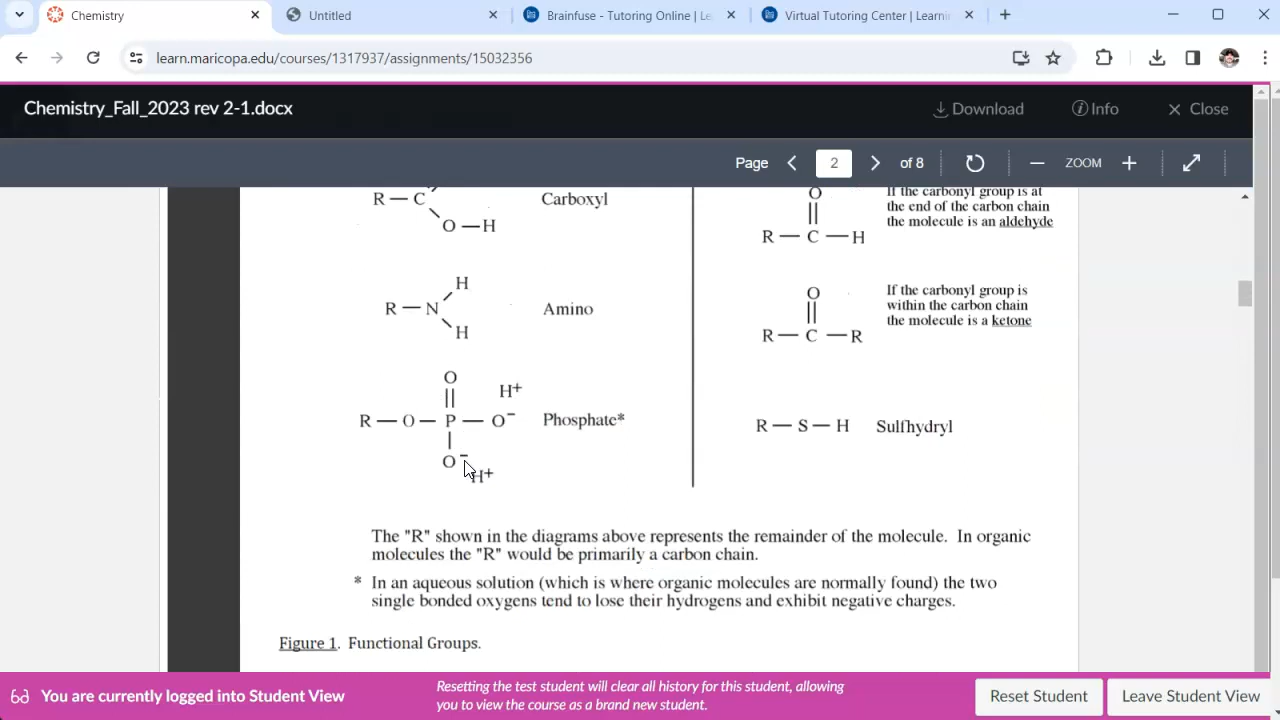 Chemistry
Untitled
Brainfuse - Tutoring Online | Le
Virtual Tutoring Center | Learnin
learn.maricopa.edu/courses/1317937/assignments/15032356
Chemistry_Fall_2023 rev 2-1.docx
Download
Info
Close
Page
2
of 8
ZOOM
R — C
O — H
Carboxyl
H
R — N
H
Amino
O
H+
R — O — P — O⁻
O⁻
H+
Phosphate*
O
R — C — H
If the carbonyl group is at
the end of the carbon chain
the molecule is an aldehyde
O
R — C — R
If the carbonyl group is
within the carbon chain
the molecule is a ketone
R — S — H
Sulfhydryl
The "R" shown in the diagrams above represents the remainder of the molecule. In organic
molecules the "R" would be primarily a carbon chain.
* In an aqueous solution (which is where organic molecules are normally found) the two
single bonded oxygens tend to lose their hydrogens and exhibit negative charges.
Figure 1. Functional Groups.
You are currently logged into Student View
Resetting the test student will clear all history for this student, allowing
you to view the course as a brand new student.
Reset Student
Leave Student View